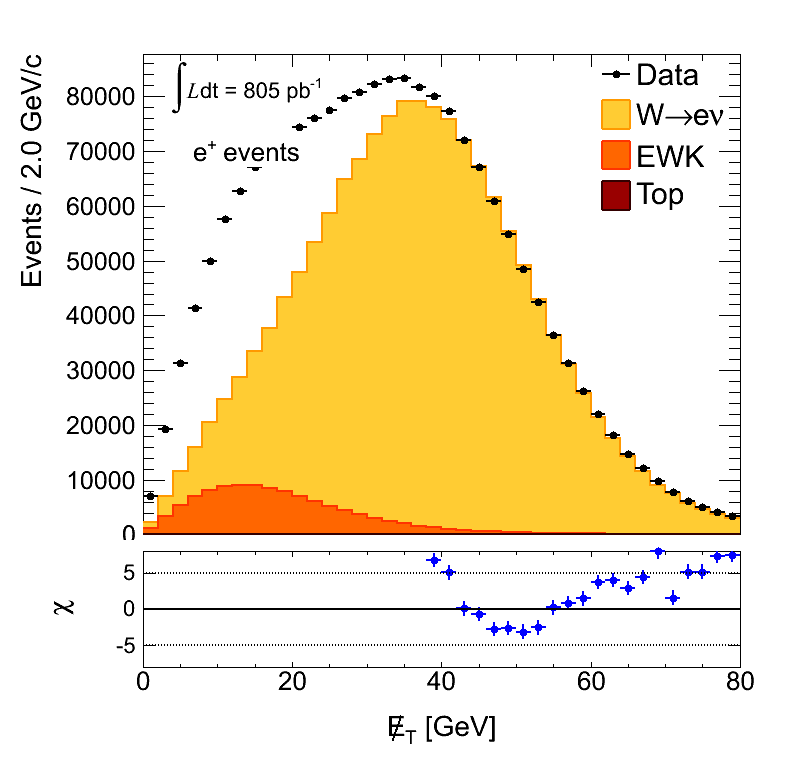 Events / 2.0 GeV/c
80000
70000
60000
50000
40000
30000
20000
10000
0
∫Ldt = 805 pb⁻¹
e⁺ events
Data
W→eν
EWK
Top
χ
5
0
-5
0 20 40 60 80
E̸_T [GeV]